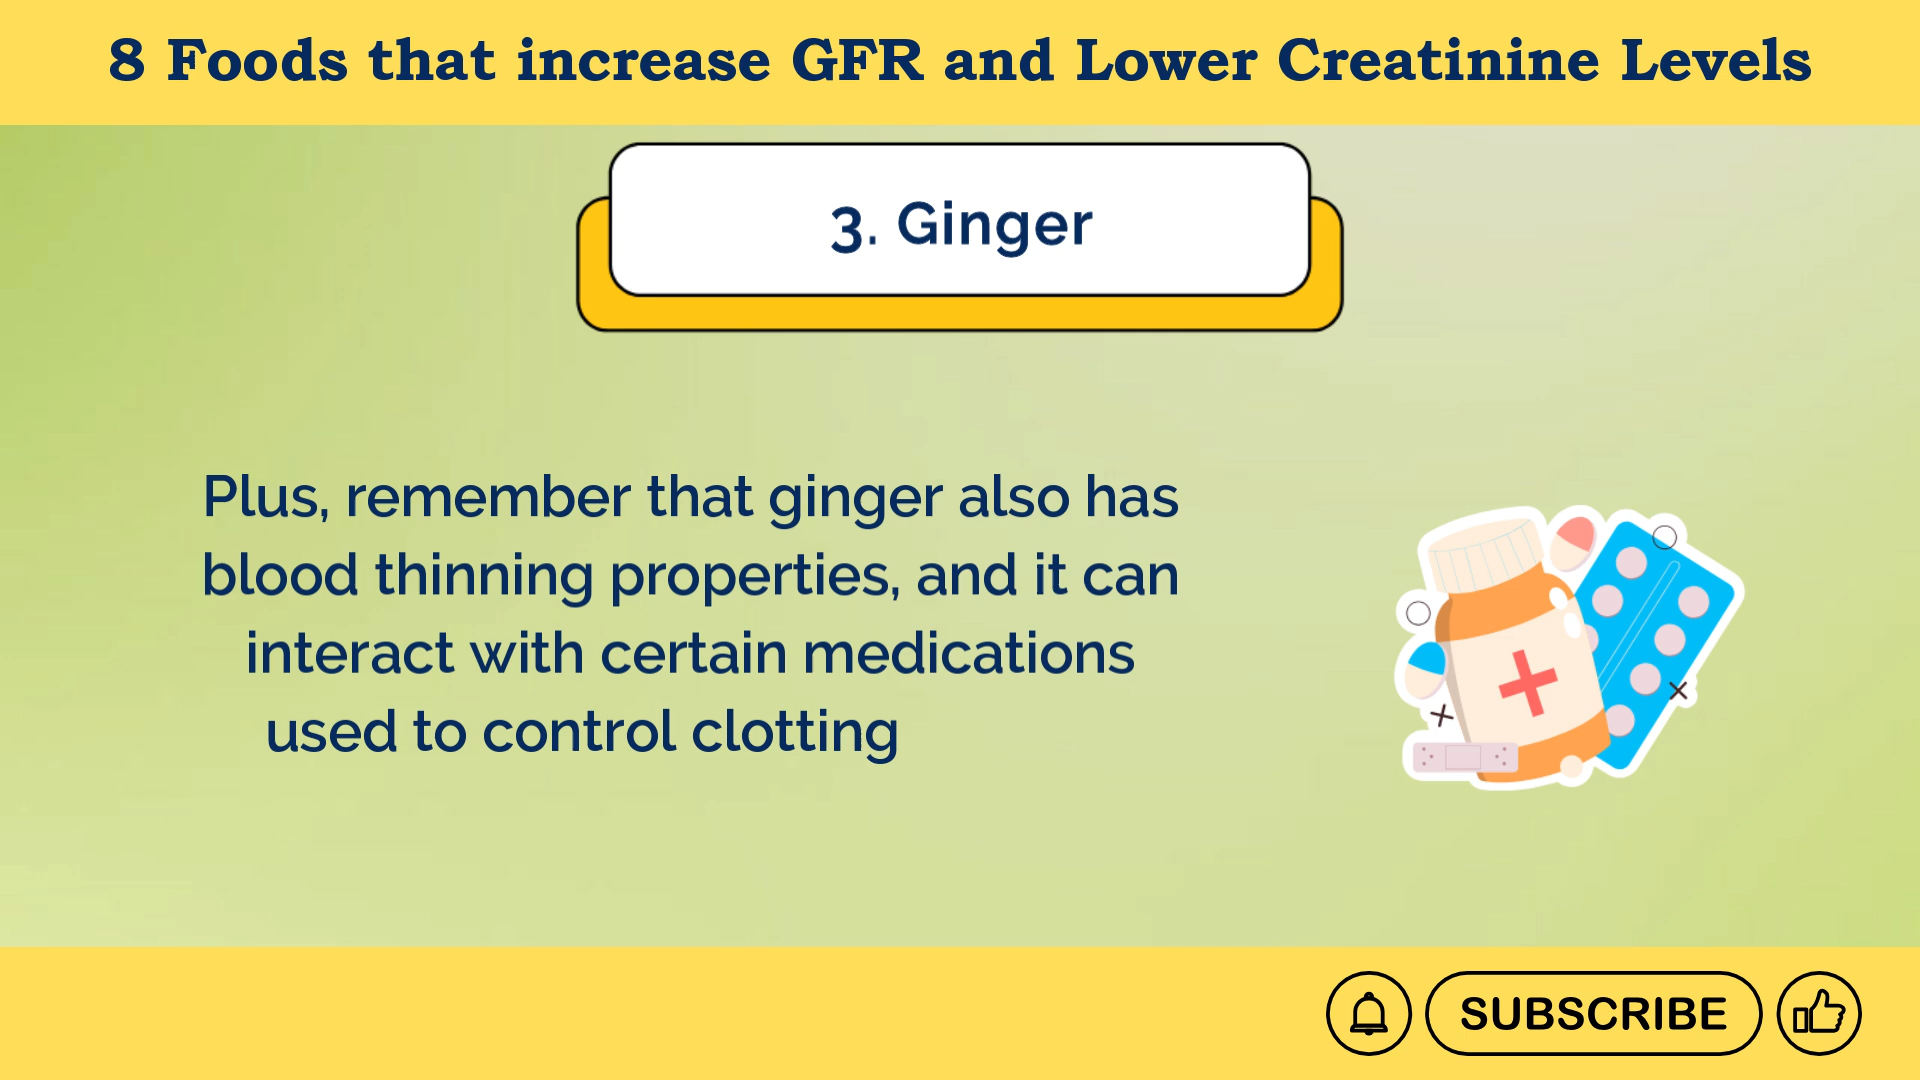 8 Foods that increase GFR and Lower Creatinine Levels
3. Ginger
Plus, remember that ginger also has
blood thinning properties, and it can
interact with certain medications
used to control clotting
SUBSCRIBE